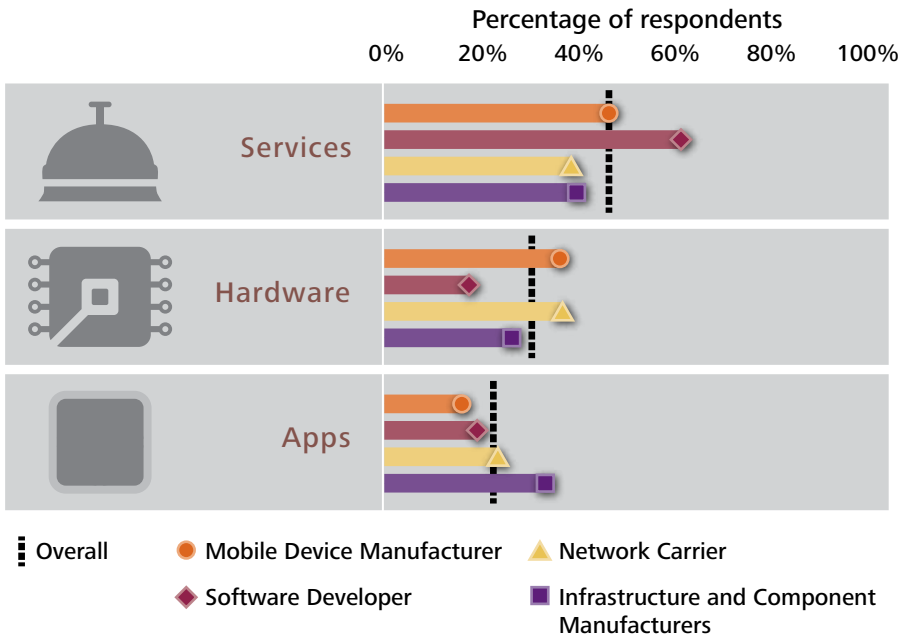 Percentage of respondents
0% 20% 40% 60% 80% 100%
Services
Hardware
Apps
Overall
Mobile Device Manufacturer
Network Carrier
Software Developer
Infrastructure and Component
Manufacturers